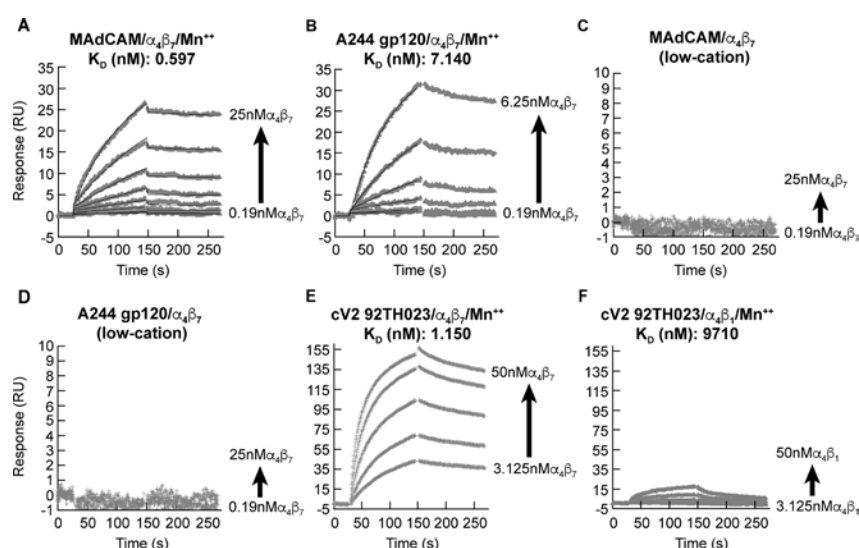 A
MAdCAM/α₄β₇/Mn⁺⁺
K_D (nM): 0.597
Response (RU)
35
30
25
20
15
10
5
0
-5
0 50 100 150 200 250
Time (s)
25nMα₄β₇
0.19nMα₄β₇
B
A244 gp120/α₄β₇/Mn⁺⁺
K_D (nM): 7.140
35
30
25
20
15
10
5
0
-5
0 50 100 150 200 250
Time (s)
6.25nMα₄β₇
0.19nMα₄β₇
C
MAdCAM/α₄β₇
(low-cation)
10
9
8
7
6
5
4
3
2
1
0
-1
0 50 100 150 200 250
Time (s)
25nMα₄β₇
0.19nMα₄β₇
D
A244 gp120/α₄β₇
(low-cation)
Response (RU)
10
9
8
7
6
5
4
3
2
1
0
-1
0 50 100 150 200 250
Time (s)
25nMα₄β₇
0.19nMα₄β₇
E
cV2 92TH023/α₄β₇/Mn⁺⁺
K_D (nM): 1.150
155
135
115
95
75
55
35
15
-5
0 50 100 150 200 250
Time (s)
50nMα₄β₇
3.125nMα₄β₇
F
cV2 92TH023/α₄β₁/Mn⁺⁺
K_D (nM): 9710
155
135
115
95
75
55
35
15
-5
0 50 100 150 200 250
Time (s)
50nMα₄β₁
3.125nMα₄β₁